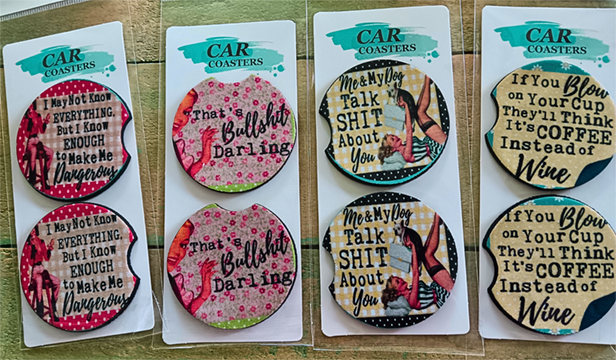 CAR
COASTERS
I May Not Know
EVERYTHING,
But I Know
ENOUGH
to Make Me
Dangerous
I May Not Know
EVERYTHING,
But I Know
ENOUGH
to Make Me
Dangerous
CAR
COASTERS
That's
Bullshit
Darling
That's
Bullshit
Darling
CAR
COASTERS
Me & My Dog
Talk
SHIT
About
You
Me & My Dog
Talk
SHIT
About
You
CAR
COASTERS
If You Blow
on Your Cup
They'll Think
It's COFFEE
Instead of
Wine
If You Blow
on Your Cup
They'll Think
It's COFFEE
Instead of
Wine